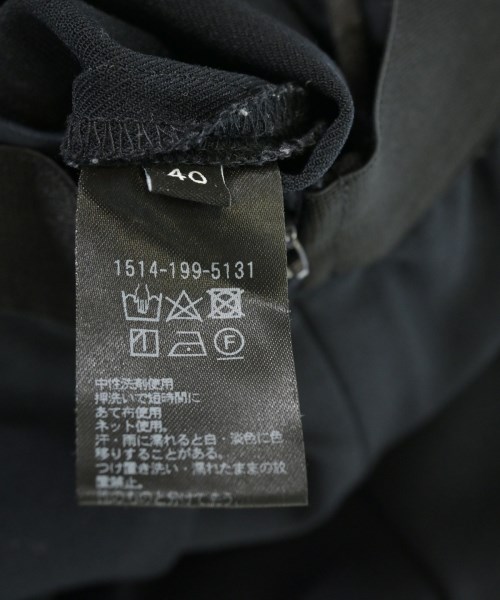 40
1514-199-5131
F
中性洗剤使用
押洗いで短時間に
あて布使用
ネット使用。
汗・雨に濡れると白・淡色に色
移りすることがある。
つけ置き洗い・濡れたままの放
置禁止。